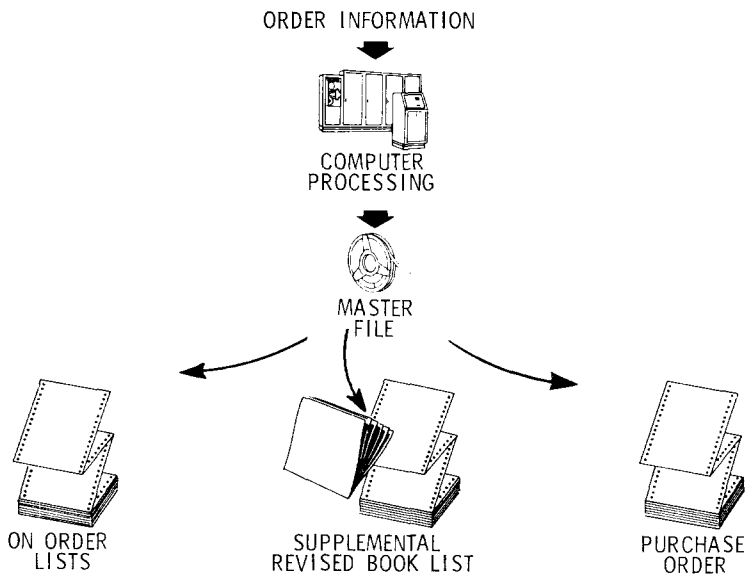 ORDER INFORMATION
COMPUTER
PROCESSING
MASTER
FILE
ON ORDER
LISTS
SUPPLEMENTAL
REVISED BOOK LIST
PURCHASE
ORDER